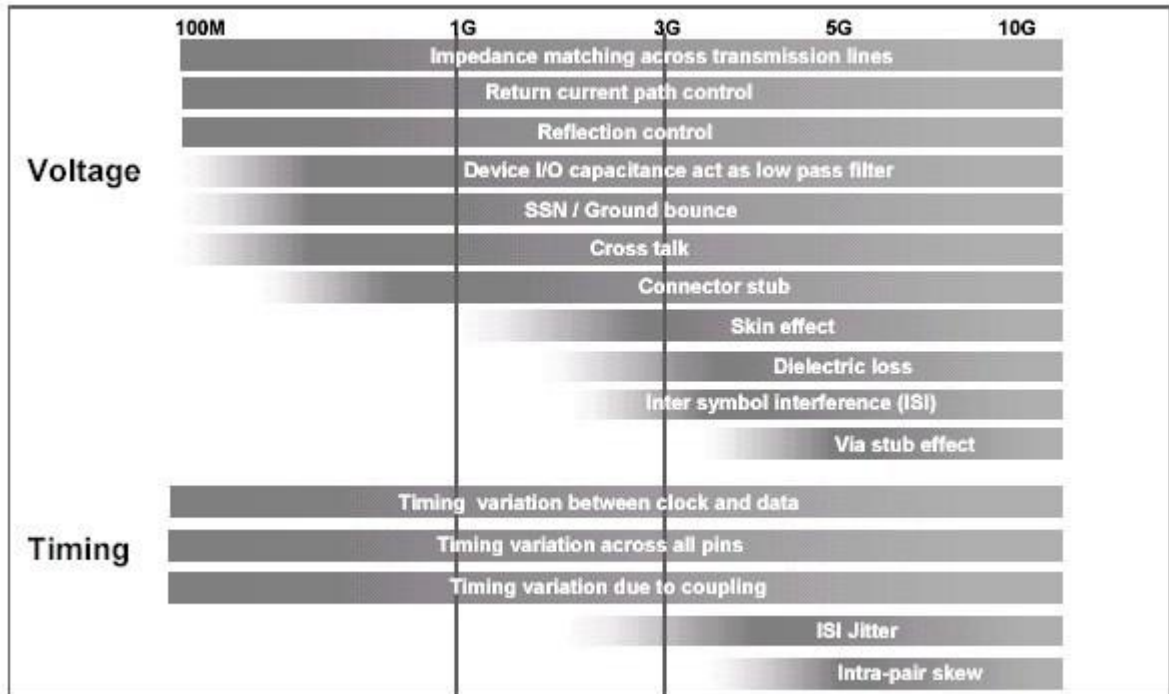 100M 1G 3G 5G 10G
Impedance matching across transmission lines
Return current path control
Reflection control
Voltage
Device I/O capacitance act as low pass filter
SSN / Ground bounce
Cross talk
Connector stub
Skin effect
Dielectric loss
Inter symbol interference (ISI)
Via stub effect
Timing variation between clock and data
Timing
Timing variation across all pins
Timing variation due to coupling
ISI Jitter
Intra-pair skew